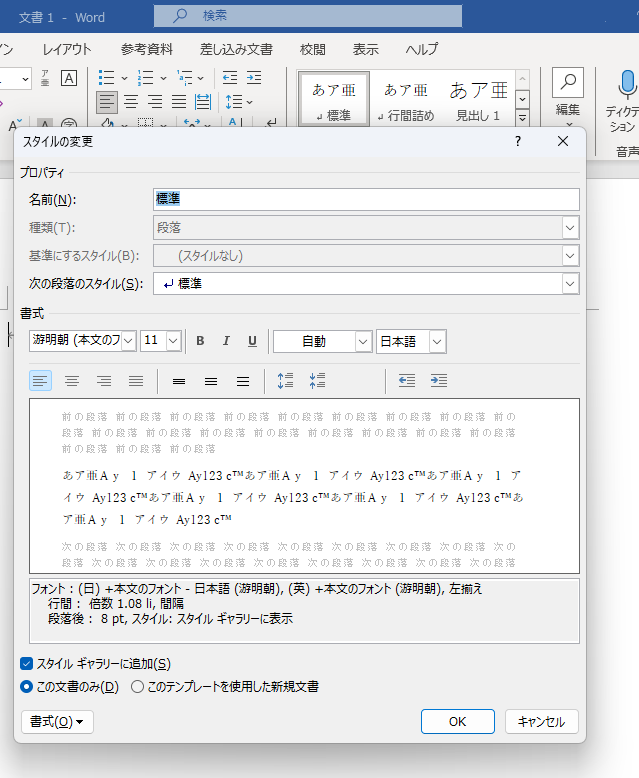 文書 1 - Word
検索
イン レイアウト 参考資料 差し込み文書 校閲 表示 ヘルプ
あア亜 あア亜 あア亜
標準 行間詰め 見出し 1
編集
ディクテ
ション
音声
スタイルの変更
プロパティ
名前(N): 標準
種類(T): 段落
基準にするスタイル(B): (スタイルなし)
次の段落のスタイル(S): ↵ 標準
書式
游明朝 (本文のフ 11 B I U 自動 日本語
前の段落 前の段落 前の段落 前の段落 前の段落 前の段落 前の段落 前の段落 前の
段落 前の段落 前の段落 前の段落 前の段落 前の段落 前の段落 前の段落 前の段落
前の段落 前の段落 前の段落
あア亜Ａｙ　１　アイウ Ay123 c™あア亜Ａｙ　１　アイウ Ay123 c™あア亜Ａｙ　１　ア
イウ Ay123 c™あア亜Ａｙ　１　アイウ Ay123 c™あア亜Ａｙ　１　アイウ Ay123 c™あ
ア亜Ａｙ　１　アイウ Ay123 c™
次の段落 次の段落 次の段落 次の段落 次の段落 次の段落 次の段落 次の段落 次の
段落 次の段落 次の段落 次の段落 次の段落 次の段落 次の段落 次の段落 次の段落
フォント : (日) +本文のフォント - 日本語 (游明朝), (英) +本文のフォント (游明朝), 左揃え
行間 : 倍数 1.08 li, 間隔
段落後 : 8 pt, スタイル: スタイル ギャラリーに表示
スタイル ギャラリーに追加(S)
この文書のみ(D) このテンプレートを使用した新規文書
書式(O) OK キャンセル